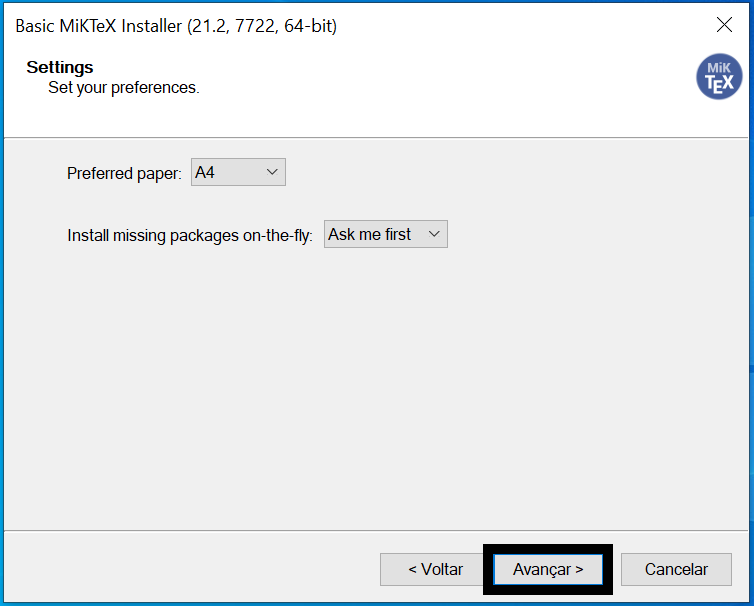 Basic MiKTeX Installer (21.2, 7722, 64-bit)
Settings
Set your preferences.
MiK
TEX
Preferred paper: A4
Install missing packages on-the-fly: Ask me first
< Voltar Avançar > Cancelar